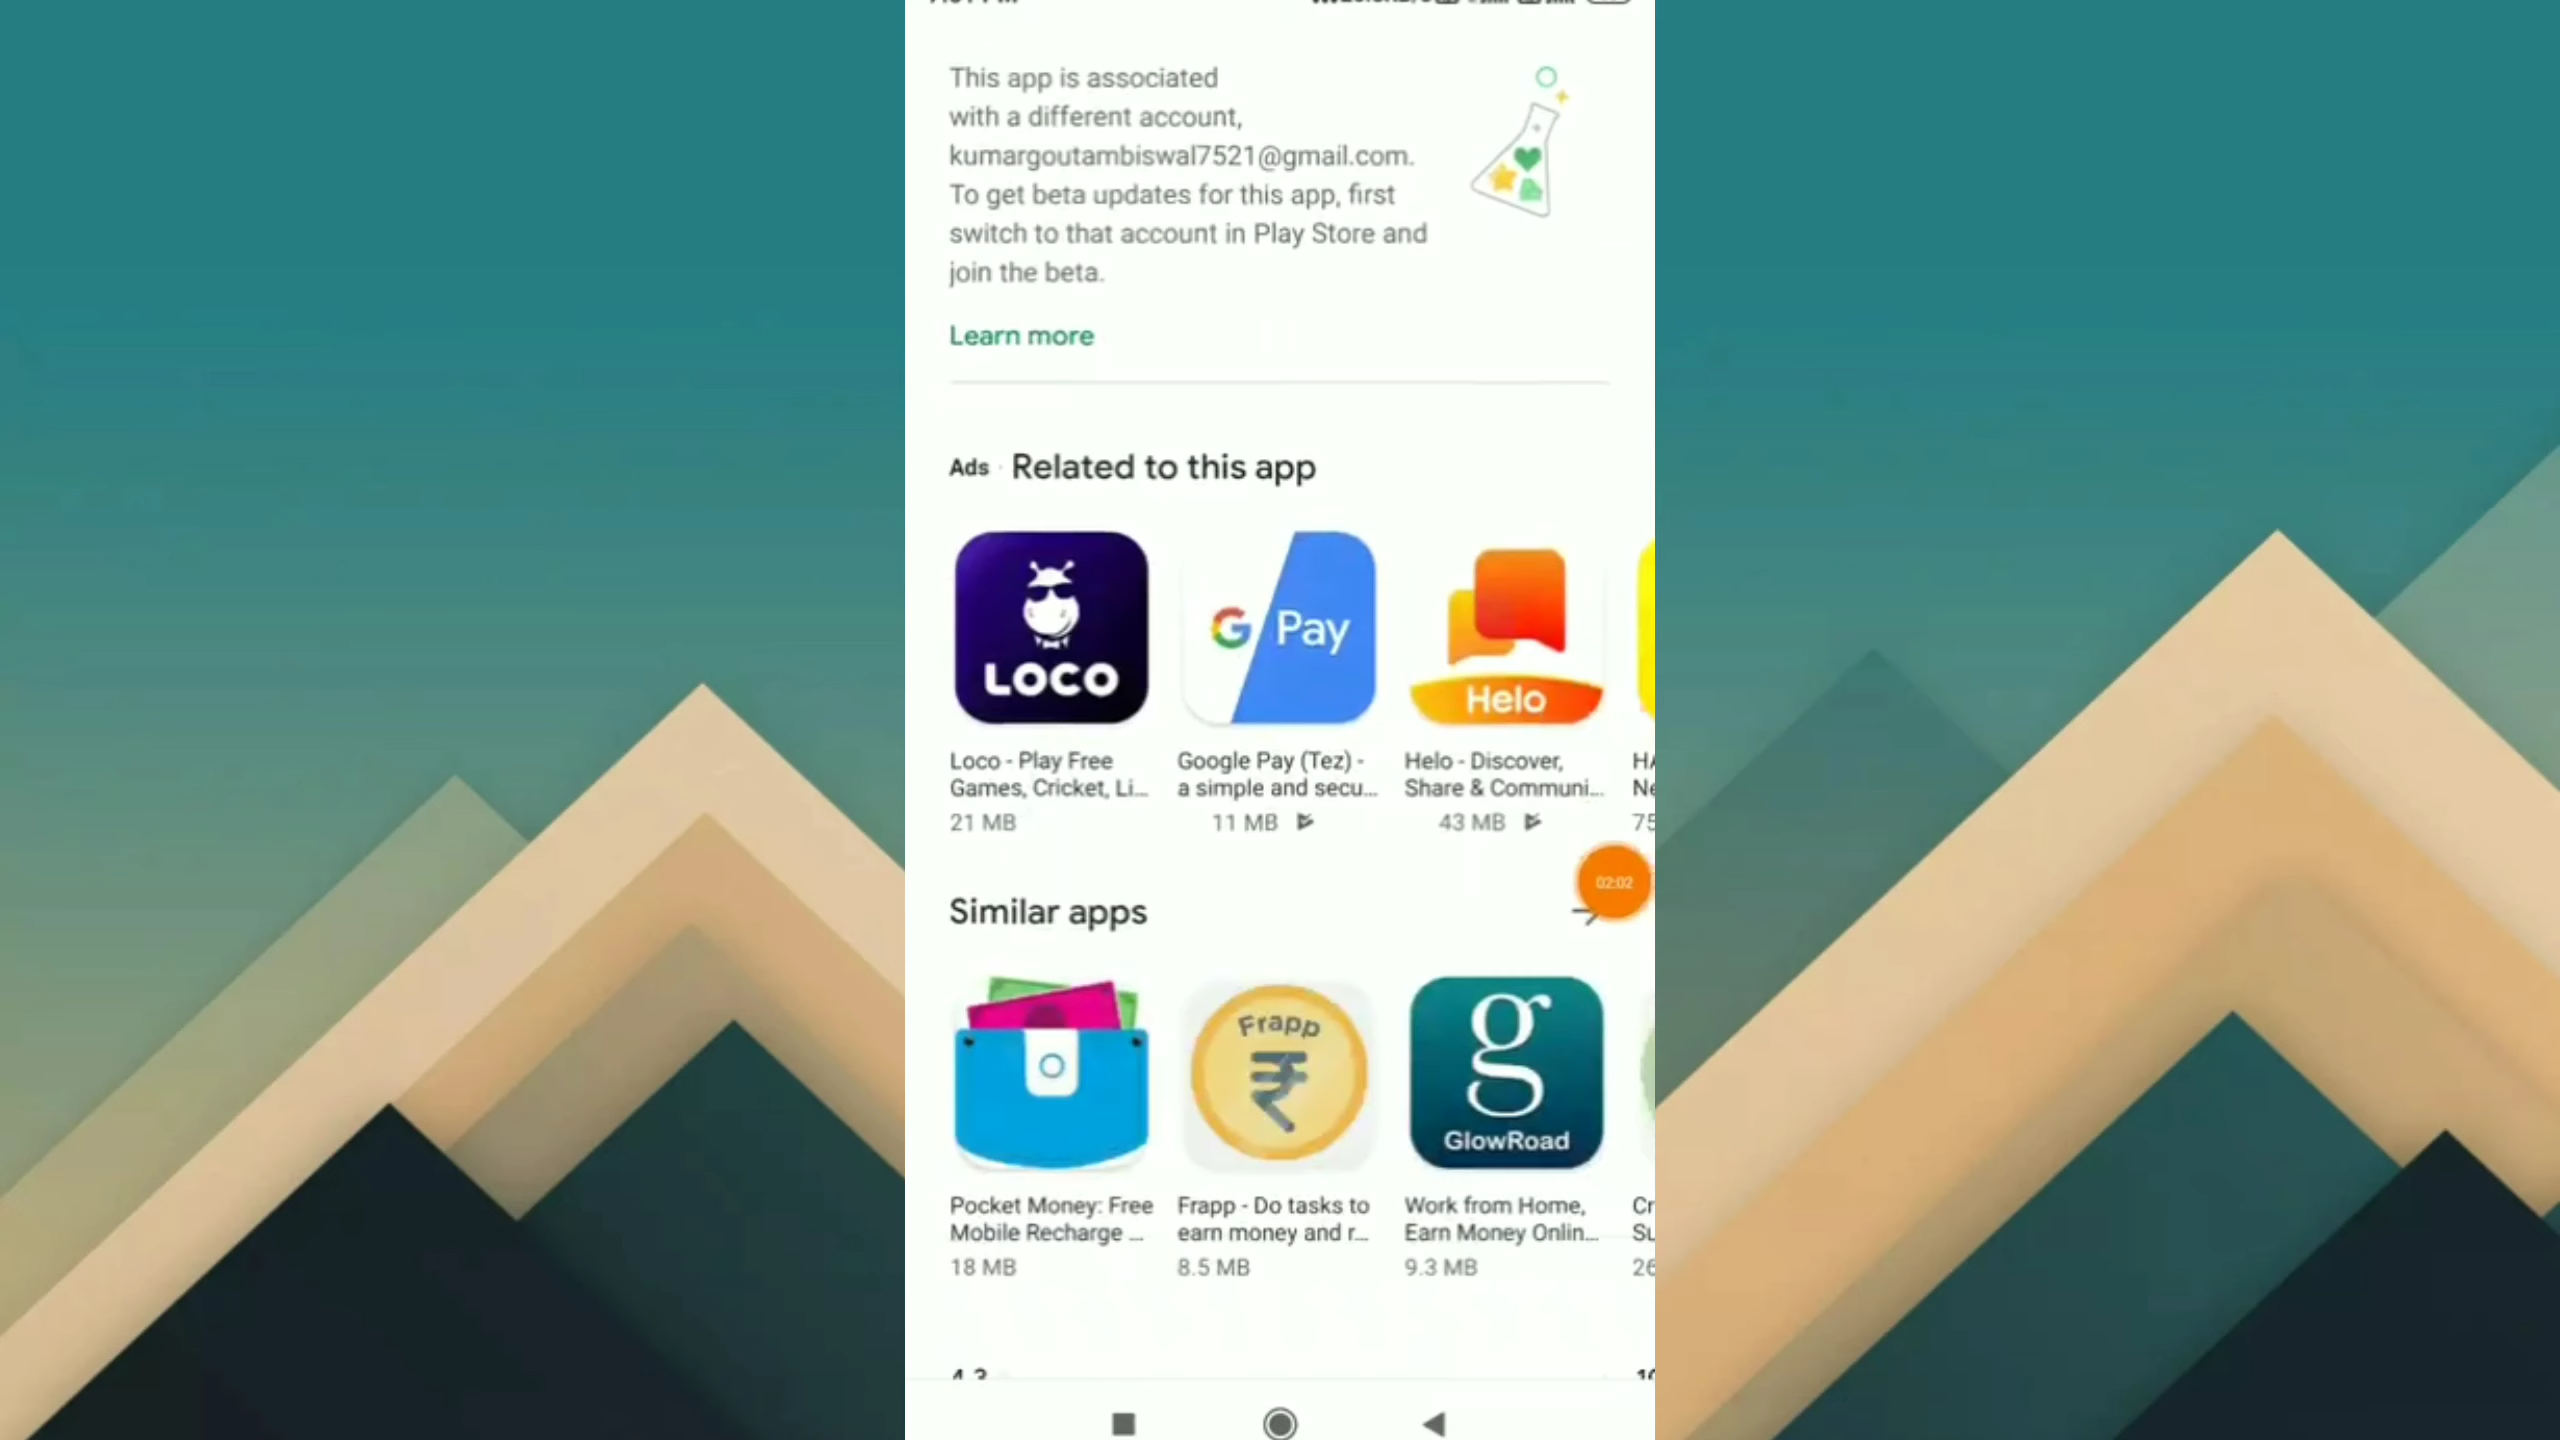 This app is associated
with a different account,
kumargoutambiswal7521@gmail.com.
To get beta updates for this app, first
switch to that account in Play Store and
join the beta.
Learn more
Ads · Related to this app
LOCO
G Pay
Helo
Loco - Play Free
Games, Cricket, Li...
21 MB
Google Pay (Tez) -
a simple and secu...
11 MB
Helo - Discover,
Share & Communi...
43 MB
75
02:02
Similar apps
Frapp
₹
g
GlowRoad
Pocket Money: Free
Mobile Recharge ...
18 MB
Frapp - Do tasks to
earn money and r...
8.5 MB
Work from Home,
Earn Money Onlin...
9.3 MB
26